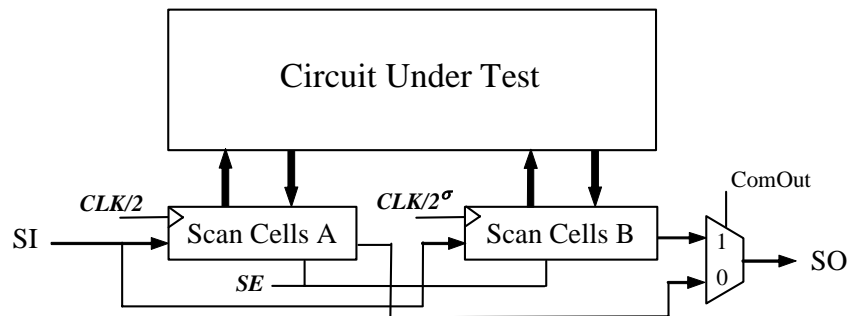 Circuit Under Test
ComOut
CLK/2
CLK/2σ
SI
Scan Cells A
Scan Cells B
1
SO
0
SE